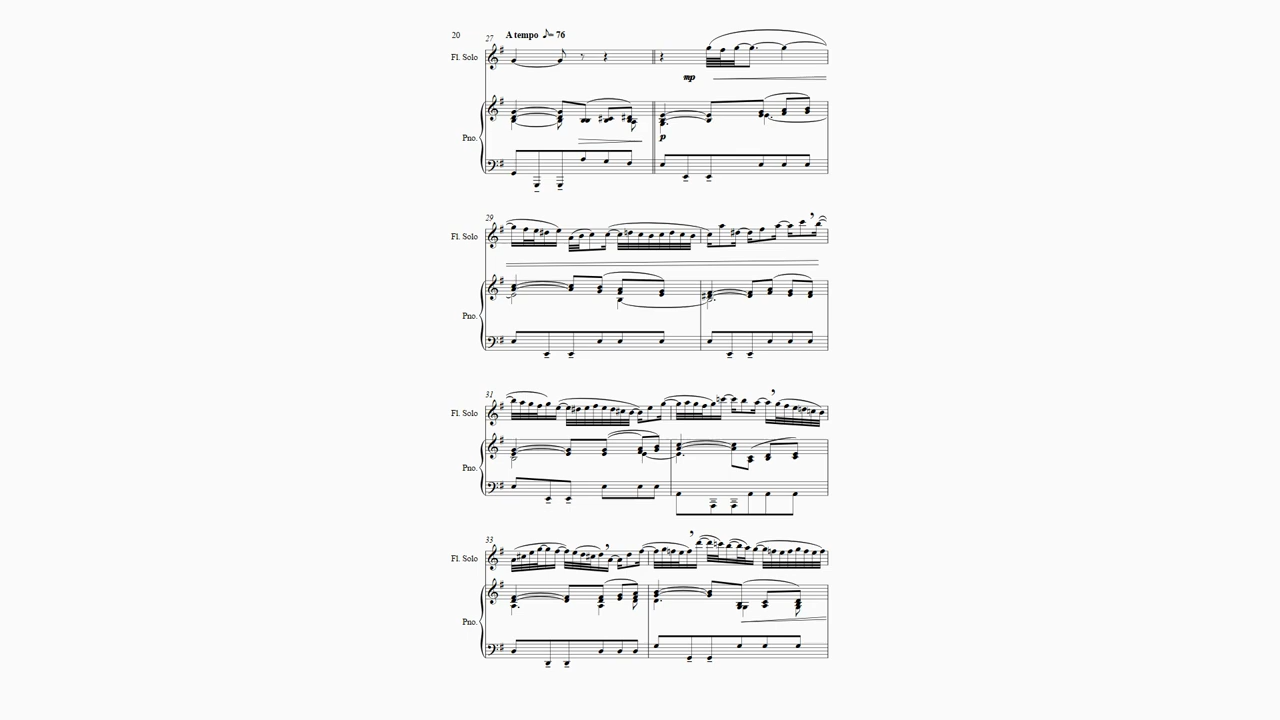 20
27 A tempo ♪= 76
Fl. Solo
mp
Pno.
p
29
Fl. Solo
Pno.
31
Fl. Solo
Pno.
33
Fl. Solo
Pno.